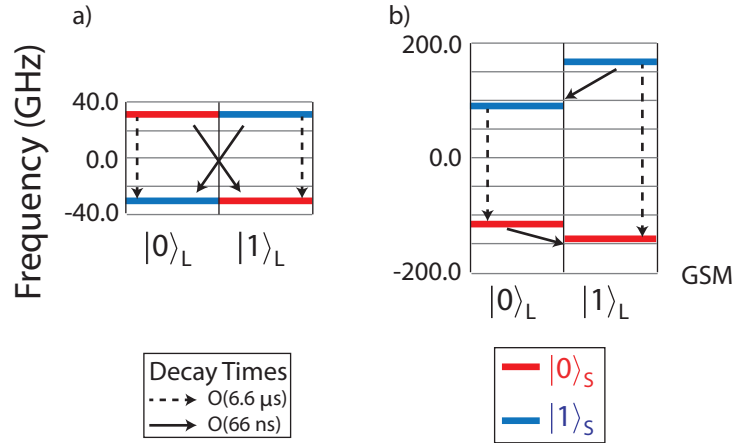 a)
b)
Frequency (GHz)
40.0
0.0
-40.0
|0⟩L
|1⟩L
200.0
0.0
-200.0
|0⟩L
|1⟩L
GSM
Decay Times
O(6.6 μs)
O(66 ns)
|0⟩S
|1⟩S